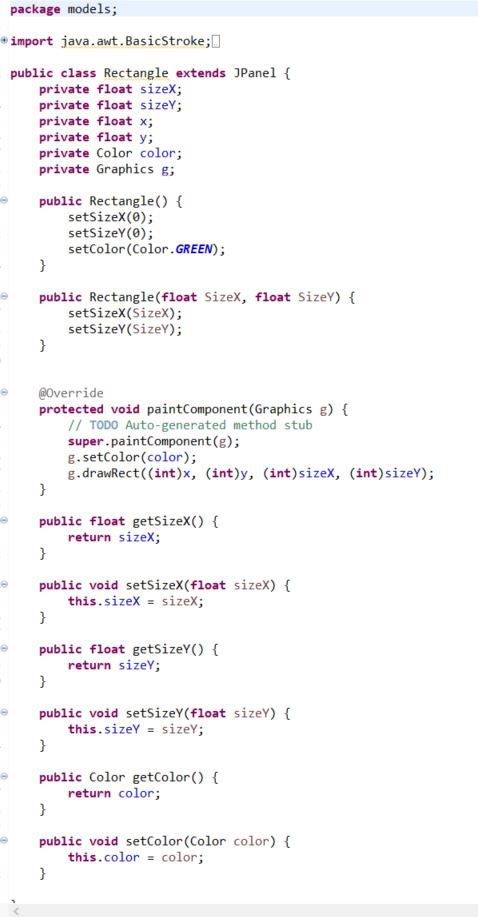 package models;
import java.awt.BasicStroke;
public class Rectangle extends JPanel {
private float sizeX;
private float sizeY;
private float x;
private float y;
private Color color;
private Graphics g;
public Rectangle() {
setSizeX(0);
setSizeY(0);
setColor(Color.GREEN);
}
public Rectangle(float SizeX, float SizeY) {
setSizeX(SizeX);
setSizeY(SizeY);
}
@Override
protected void paintComponent(Graphics g) {
// TODO Auto-generated method stub
super.paintComponent(g);
g.setColor(color);
g.drawRect((int)x, (int)y, (int)sizeX, (int)sizeY);
}
public float getSizeX() {
return sizeX;
}
public void setSizeX(float sizeX) {
this.sizeX = sizeX;
}
public float getSizeY() {
return sizeY;
}
public void setSizeY(float sizeY) {
this.sizeY = sizeY;
}
public Color getColor() {
return color;
}
public void setColor(Color color) {
this.color = color;
}